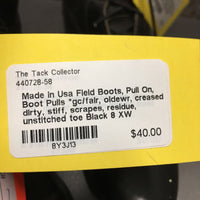 The Tack Collector
440728-58
Made in Usa Field Boots, Pull On,
Boot Pulls *gc/fair, oldewr, creased
dirty, stiff, scrapes, residue,
unstitched toe Black 8 XW
$40.00
BY3J13